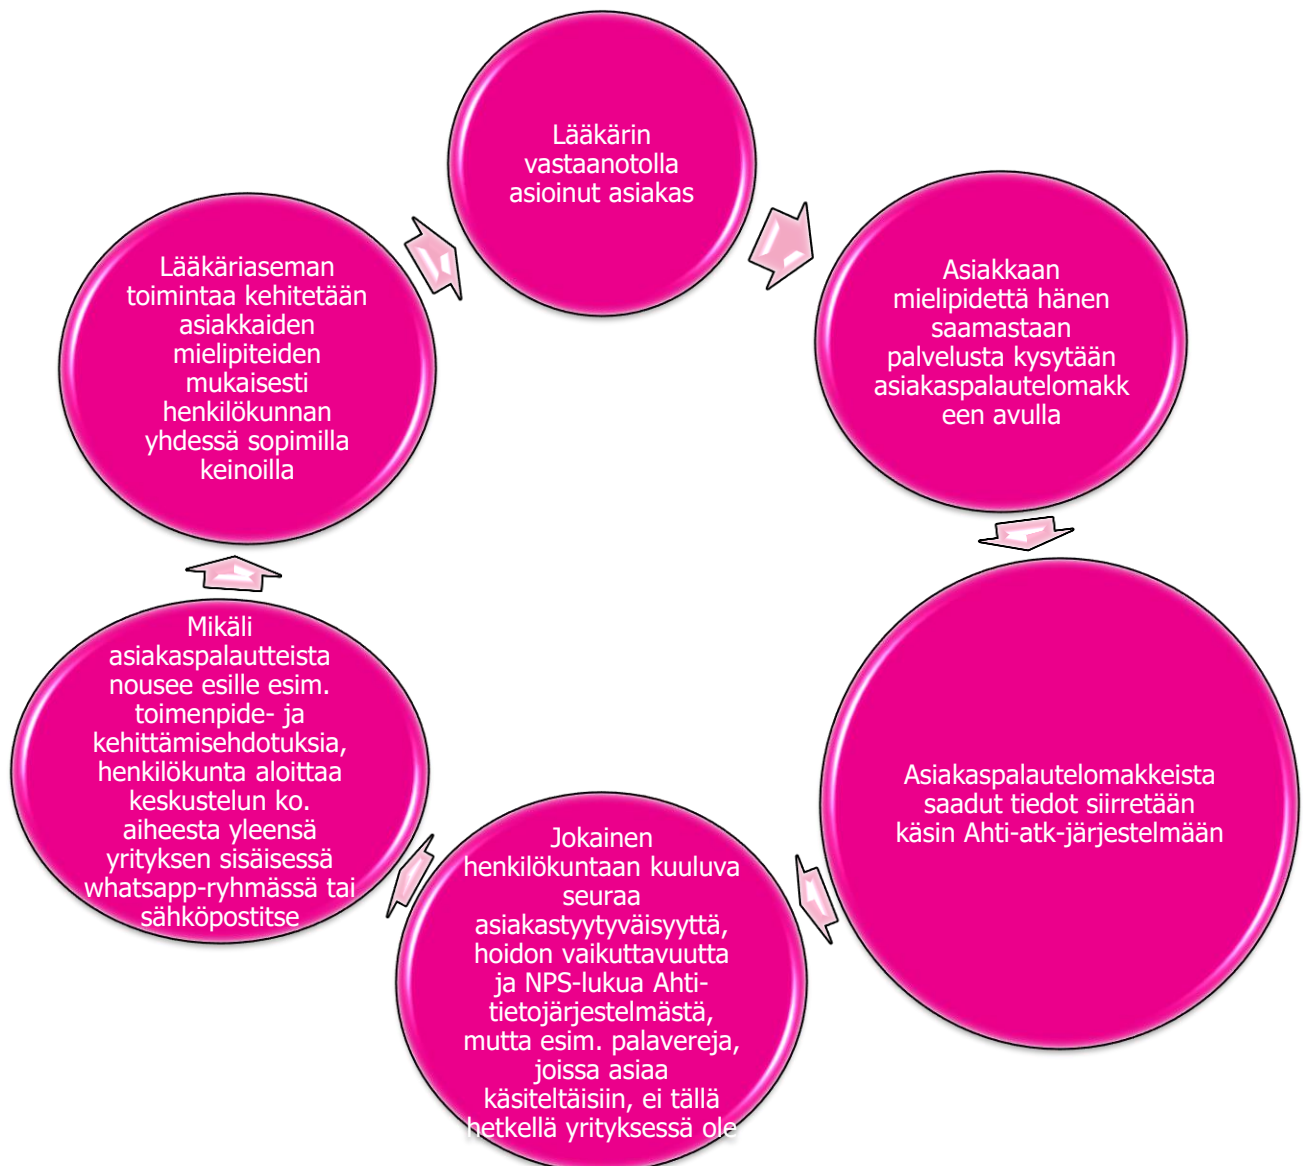 Lääkärin
vastaanotolla
asioinut asiakas
Asiakkaan
mielipidettä hänen
saamastaan
palvelusta kysytään
asiakaspalautelomakk
een avulla
Asiakaspalautelomakkeista
saadut tiedot siirretään
käsin Ahti-atk-järjestelmään
Jokainen
henkilökuntaan kuuluva
seuraa
asiakastyytyväisyyttä,
hoidon vaikuttavuutta
ja NPS-lukua Ahti-
tietojärjestelmästä,
mutta esim. palavereja,
joissa asiaa
käsiteltäisiin, ei tällä
hetkellä yrityksessä ole
Mikäli
asiakaspalautteista
nousee esille esim.
toimenpide- ja
kehittämisehdotuksia,
henkilökunta aloittaa
keskustelun ko.
aiheesta yleensä
yrityksen sisäisessä
whatsapp-ryhmässä tai
sähköpostitse
Lääkäriaseman
toimintaa kehitetään
asiakkaiden
mielipiteiden
mukaisesti
henkilökunnan
yhdessä sopimilla
keinoilla